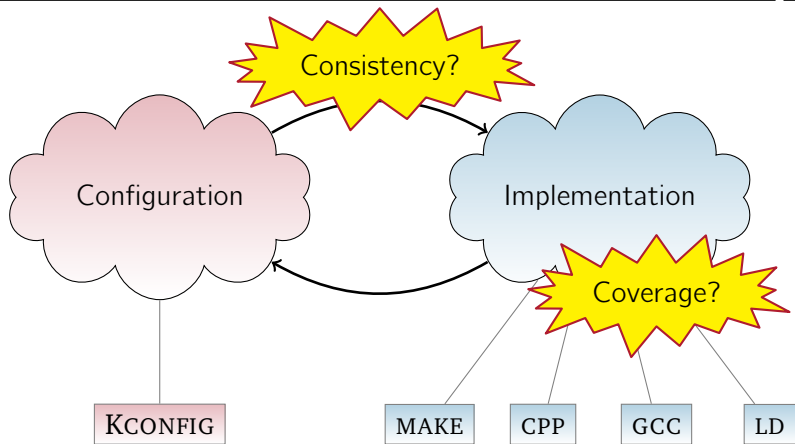 Consistency?
Configuration
Implementation
Coverage?
KCONFIG
MAKE
CPP
GCC
LD